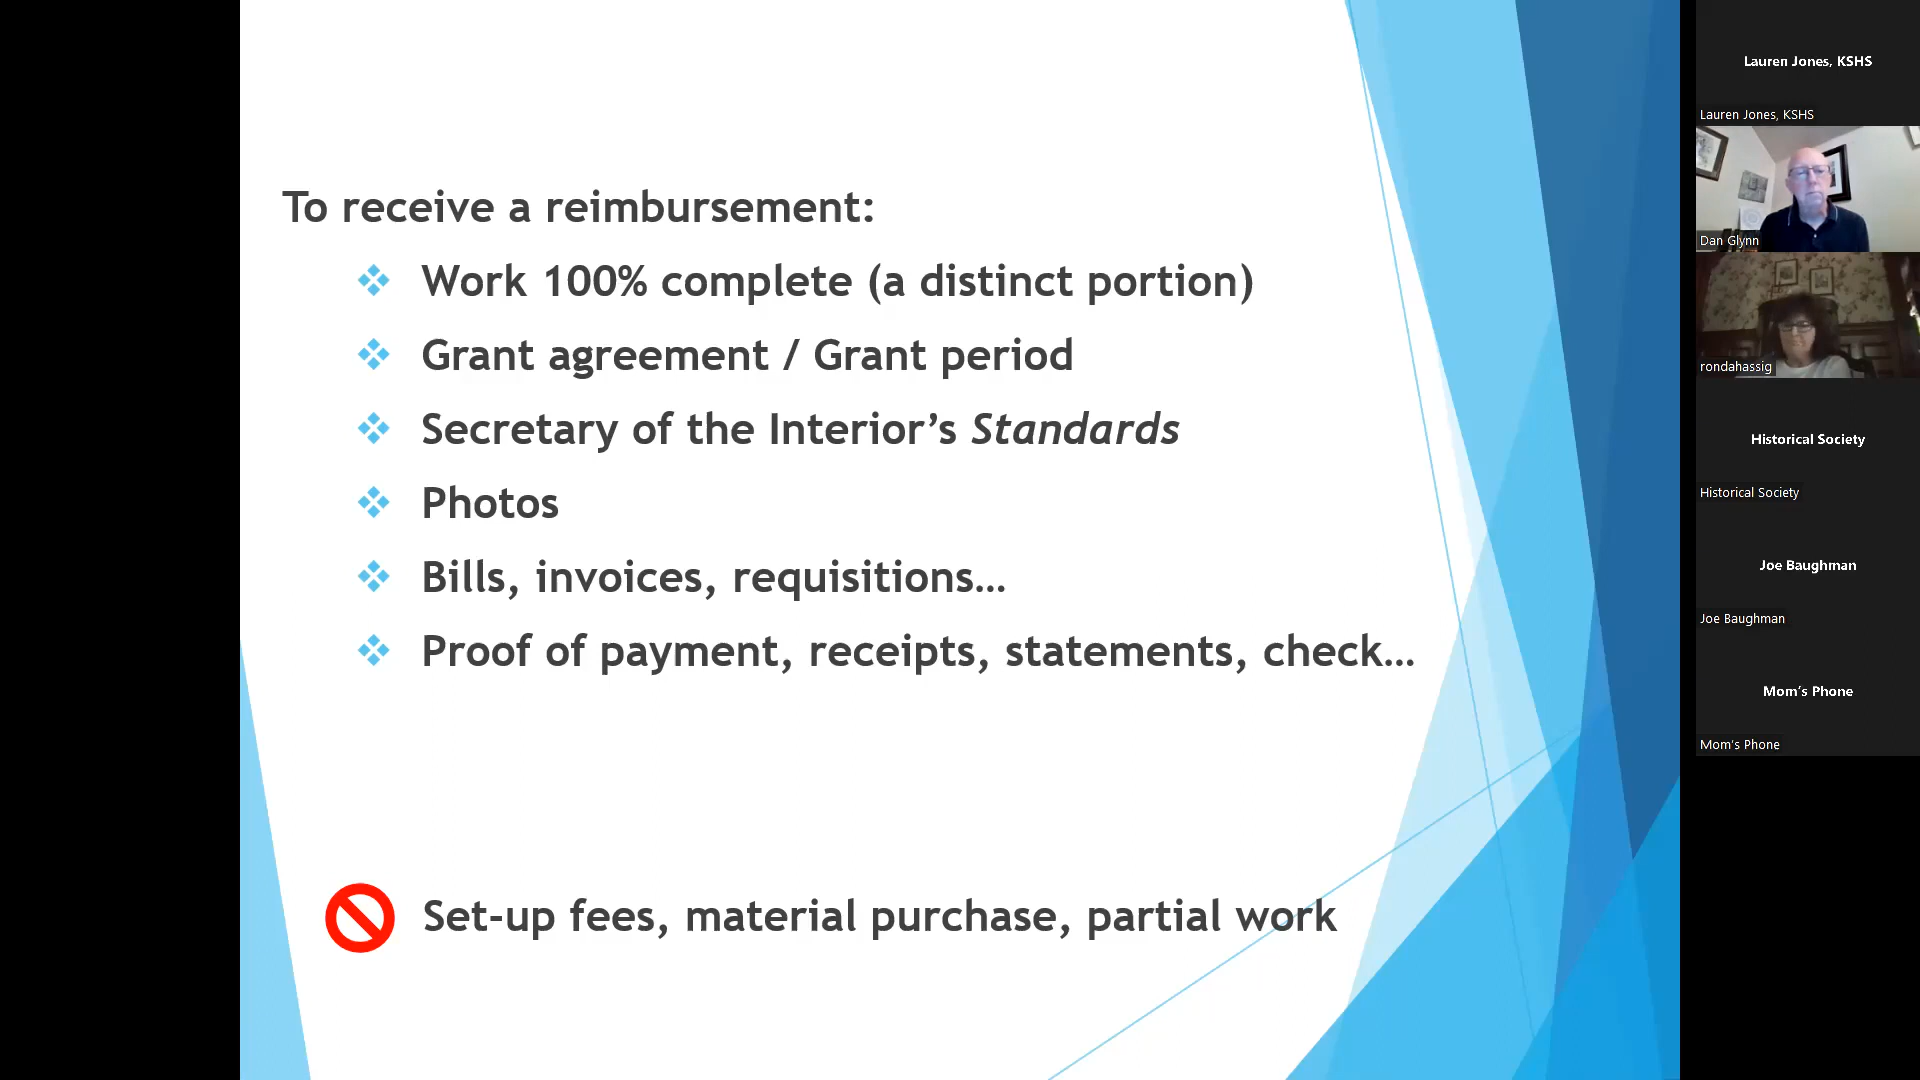 To receive a reimbursement:
Work 100% complete (a distinct portion)
Grant agreement / Grant period
Secretary of the Interior’s Standards
Photos
Bills, invoices, requisitions…
Proof of payment, receipts, statements, check…
Set-up fees, material purchase, partial work
Lauren Jones, KSHS
Lauren Jones, KSHS
Dan Glynn
rondahassig
Historical Society
Historical Society
Joe Baughman
Joe Baughman
Mom’s Phone
Mom's Phone